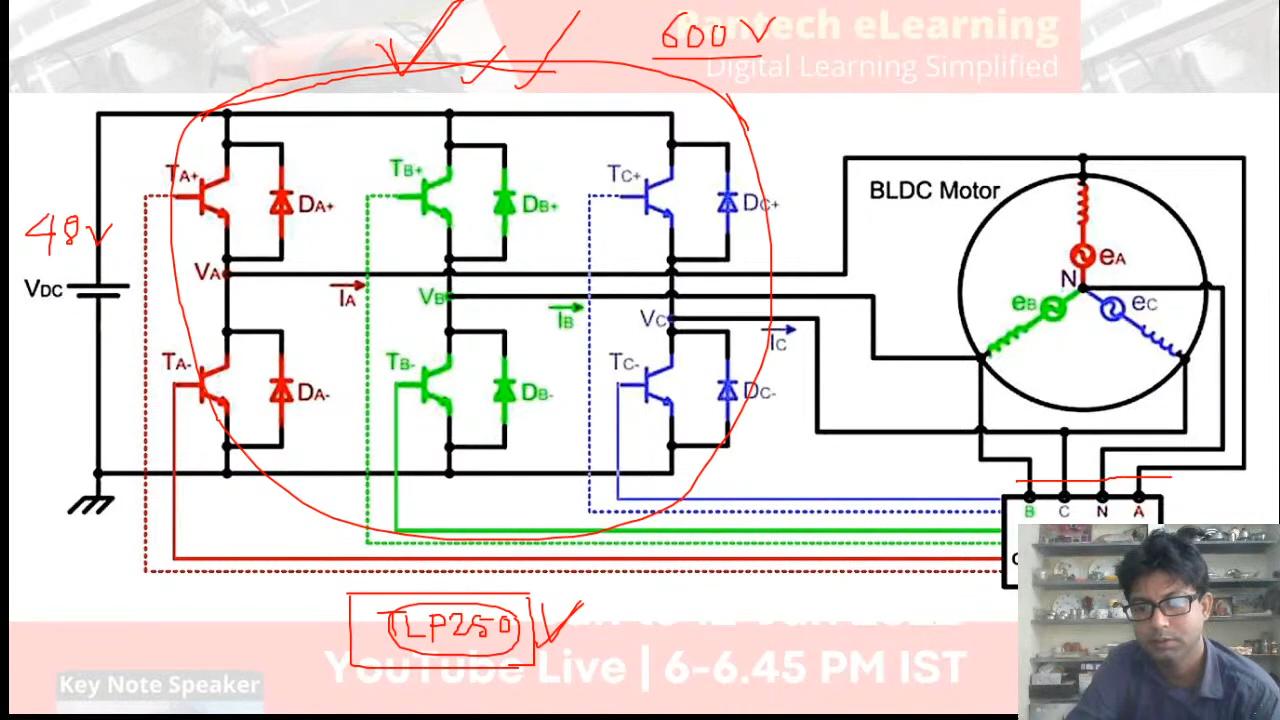 600V
Pantech eLearning
Digital Learning Simplified
TA+
DA+
TB+
DB+
TC+
DC+
BLDC Motor
48V
VDC
VA
IA
VB
IB
VC
IC
eA
N
eB
eC
TA-
DA-
TB-
DB-
TC-
DC-
B C N A
TLP250
YouTube Live | 6-6.45 PM IST
Key Note Speaker